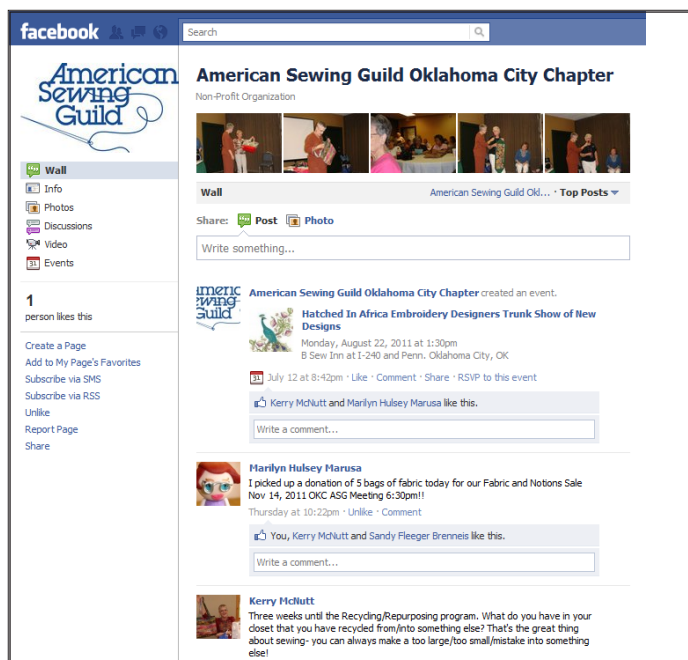 facebook
Search
American
Sewing
Guild
Wall
Info
Photos
Discussions
Video
31 Events
1
person likes this
Create a Page
Add to My Page's Favorites
Subscribe via SMS
Subscribe via RSS
Unlike
Report Page
Share
American Sewing Guild Oklahoma City Chapter
Non-Profit Organization
Wall American Sewing Guild Okl... · Top Posts
Share: Post Photo
Write something...
American Sewing Guild Oklahoma City Chapter created an event.
Hatched In Africa Embroidery Designers Trunk Show of New
Designs
Monday, August 22, 2011 at 1:30pm
B Sew Inn at I-240 and Penn. Oklahoma City, OK
31 July 12 at 8:42pm · Like · Comment · Share · RSVP to this event
Kerry McNutt and Marilyn Hulsey Marusa like this.
Write a comment...
Marilyn Hulsey Marusa
I picked up a donation of 5 bags of fabric today for our Fabric and Notions Sale
Nov 14, 2011 OKC ASG Meeting 6:30pm!!
Thursday at 10:22pm · Unlike · Comment
You, Kerry McNutt and Sandy Fleeger Brenneis like this.
Write a comment...
Kerry McNutt
Three weeks until the Recycling/Repurposing program. What do you have in your
closet that you have recycled from/into something else? That's the great thing
about sewing- you can always make a too large/too small/mistake into something
else!